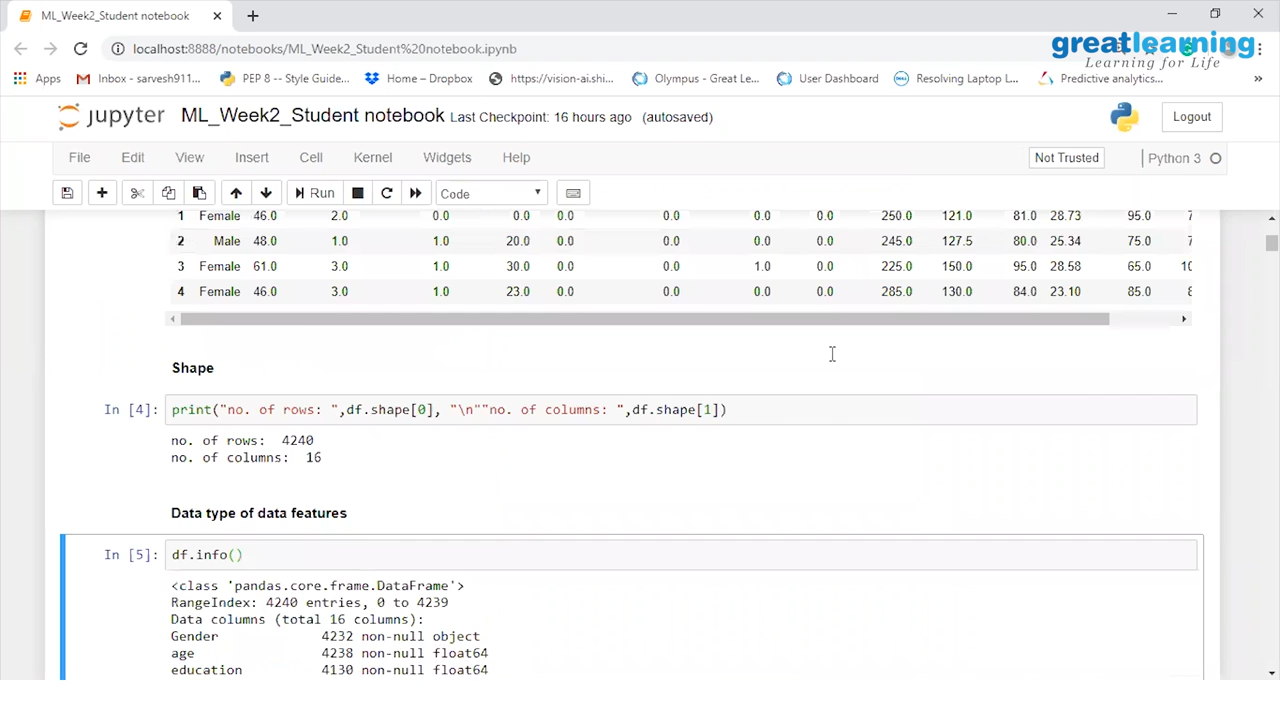 ML_Week2_Student notebook
localhost:8888/notebooks/ML_Week2_Student%20notebook.ipynb
greatlearning
Learning for Life
Apps
Inbox - sarvesh911...
PEP 8 -- Style Guide...
Home – Dropbox
https://vision-ai.shi...
Olympus - Great Le...
User Dashboard
Resolving Laptop L...
Predictive analytics...
»
jupyter ML_Week2_Student notebook Last Checkpoint: 16 hours ago (autosaved)
Logout
File Edit View Insert Cell Kernel Widgets Help
Not Trusted
Python 3
Run
Code
1 Female 46.0 2.0 0.0 0.0 0.0 0.0 0.0 0.0 250.0 121.0 81.0 28.73 95.0
2 Male 48.0 1.0 1.0 20.0 0.0 0.0 0.0 0.0 245.0 127.5 80.0 25.34 75.0
3 Female 61.0 3.0 1.0 30.0 0.0 0.0 1.0 0.0 225.0 150.0 95.0 28.58 65.0
4 Female 46.0 3.0 1.0 23.0 0.0 0.0 0.0 0.0 285.0 130.0 84.0 23.10 85.0
Shape
In [4]: print("no. of rows: ",df.shape[0], "\n""no. of columns: ",df.shape[1])
no. of rows:  4240
no. of columns:  16
Data type of data features
In [5]: df.info()
<class 'pandas.core.frame.DataFrame'>
RangeIndex: 4240 entries, 0 to 4239
Data columns (total 16 columns):
Gender 4232 non-null object
age 4238 non-null float64
education 4130 non-null float64